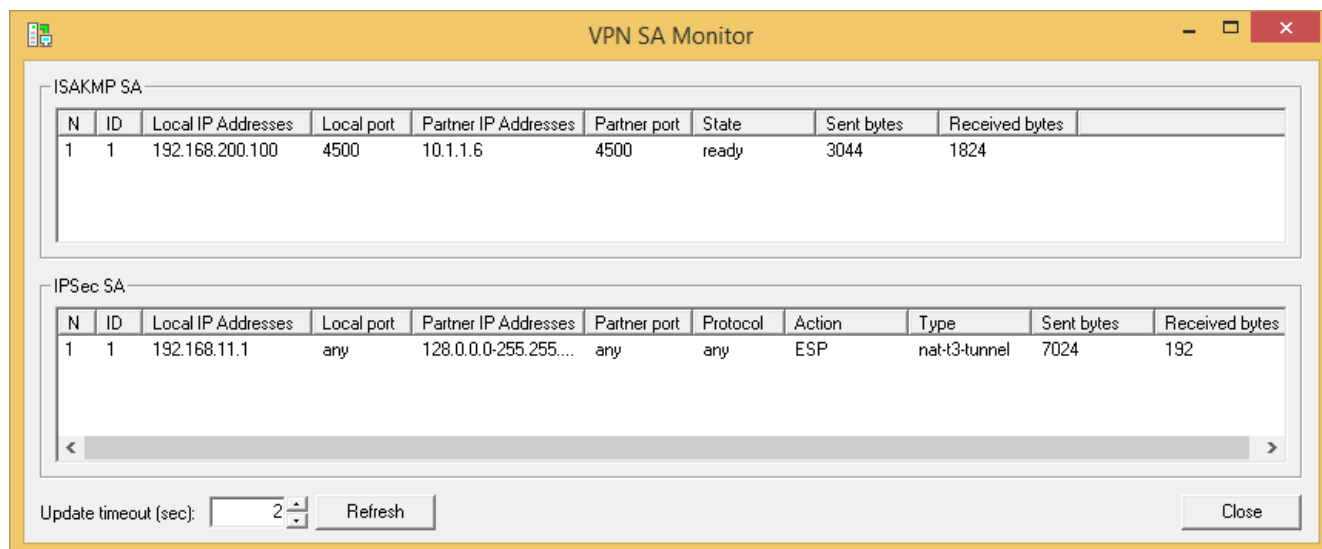 VPN SA Monitor
ISAKMP SA
N ID Local IP Addresses Local port Partner IP Addresses Partner port State Sent bytes Received bytes
1 1 192.168.200.100 4500 10.1.1.6 4500 ready 3044 1824
IPSec SA
N ID Local IP Addresses Local port Partner IP Addresses Partner port Protocol Action Type Sent bytes Received bytes
1 1 192.168.11.1 any 128.0.0.0-255.255.... any any ESP nat-t3-tunnel 7024 192
Update timeout (sec): 2 Refresh Close